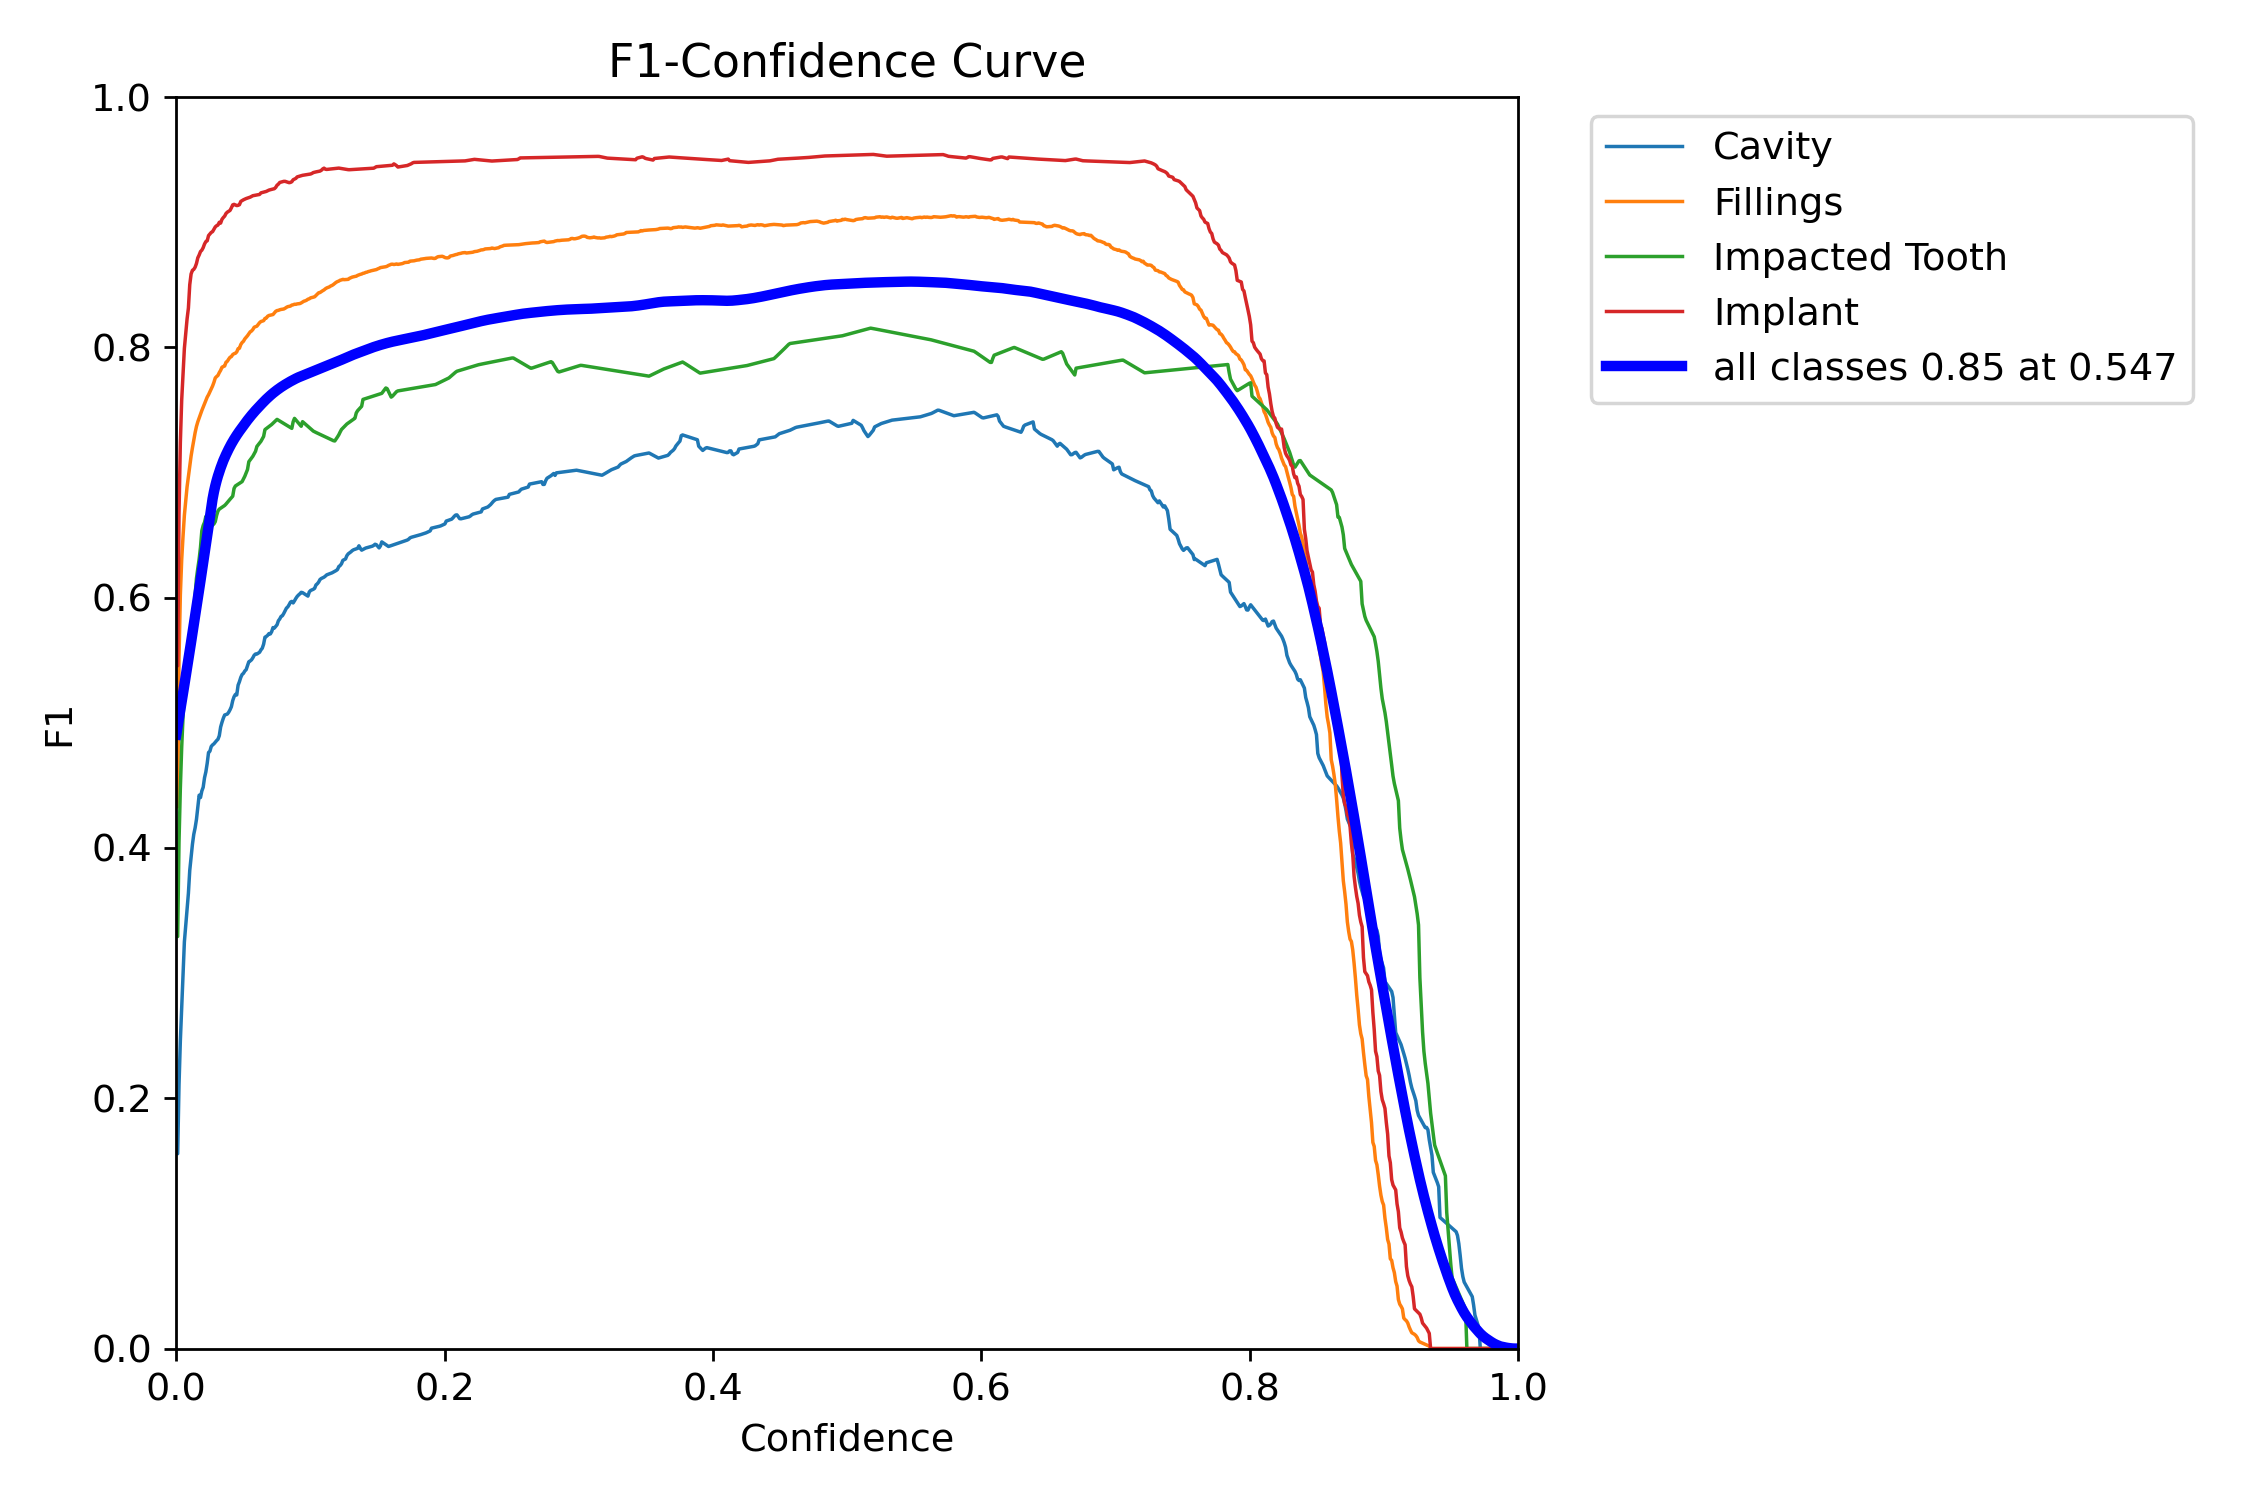 F1-Confidence Curve
1.0
0.8
0.6
0.4
0.2
0.0
F1
0.0 0.2 0.4 0.6 0.8 1.0
Confidence
Cavity
Fillings
Impacted Tooth
Implant
all classes 0.85 at 0.547